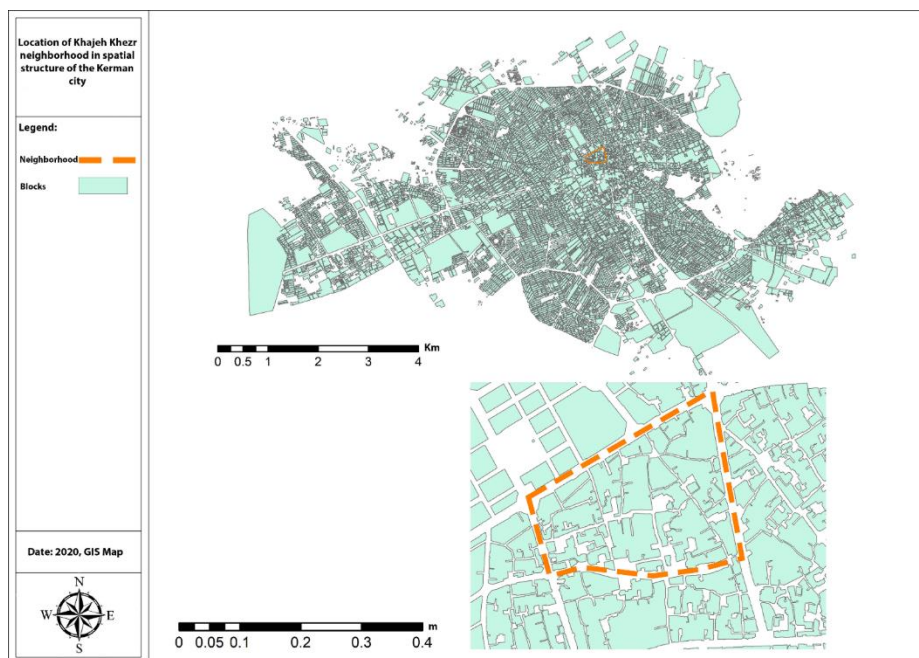 Location of Khajeh Khezr
neighborhood in spatial
structure of the Kerman
city
Legend:
Neighborhood
Blocks
Date: 2020, GIS Map
N
W E
S
Km
0 0.5 1 2 3 4
m
0 0.05 0.1 0.2 0.3 0.4